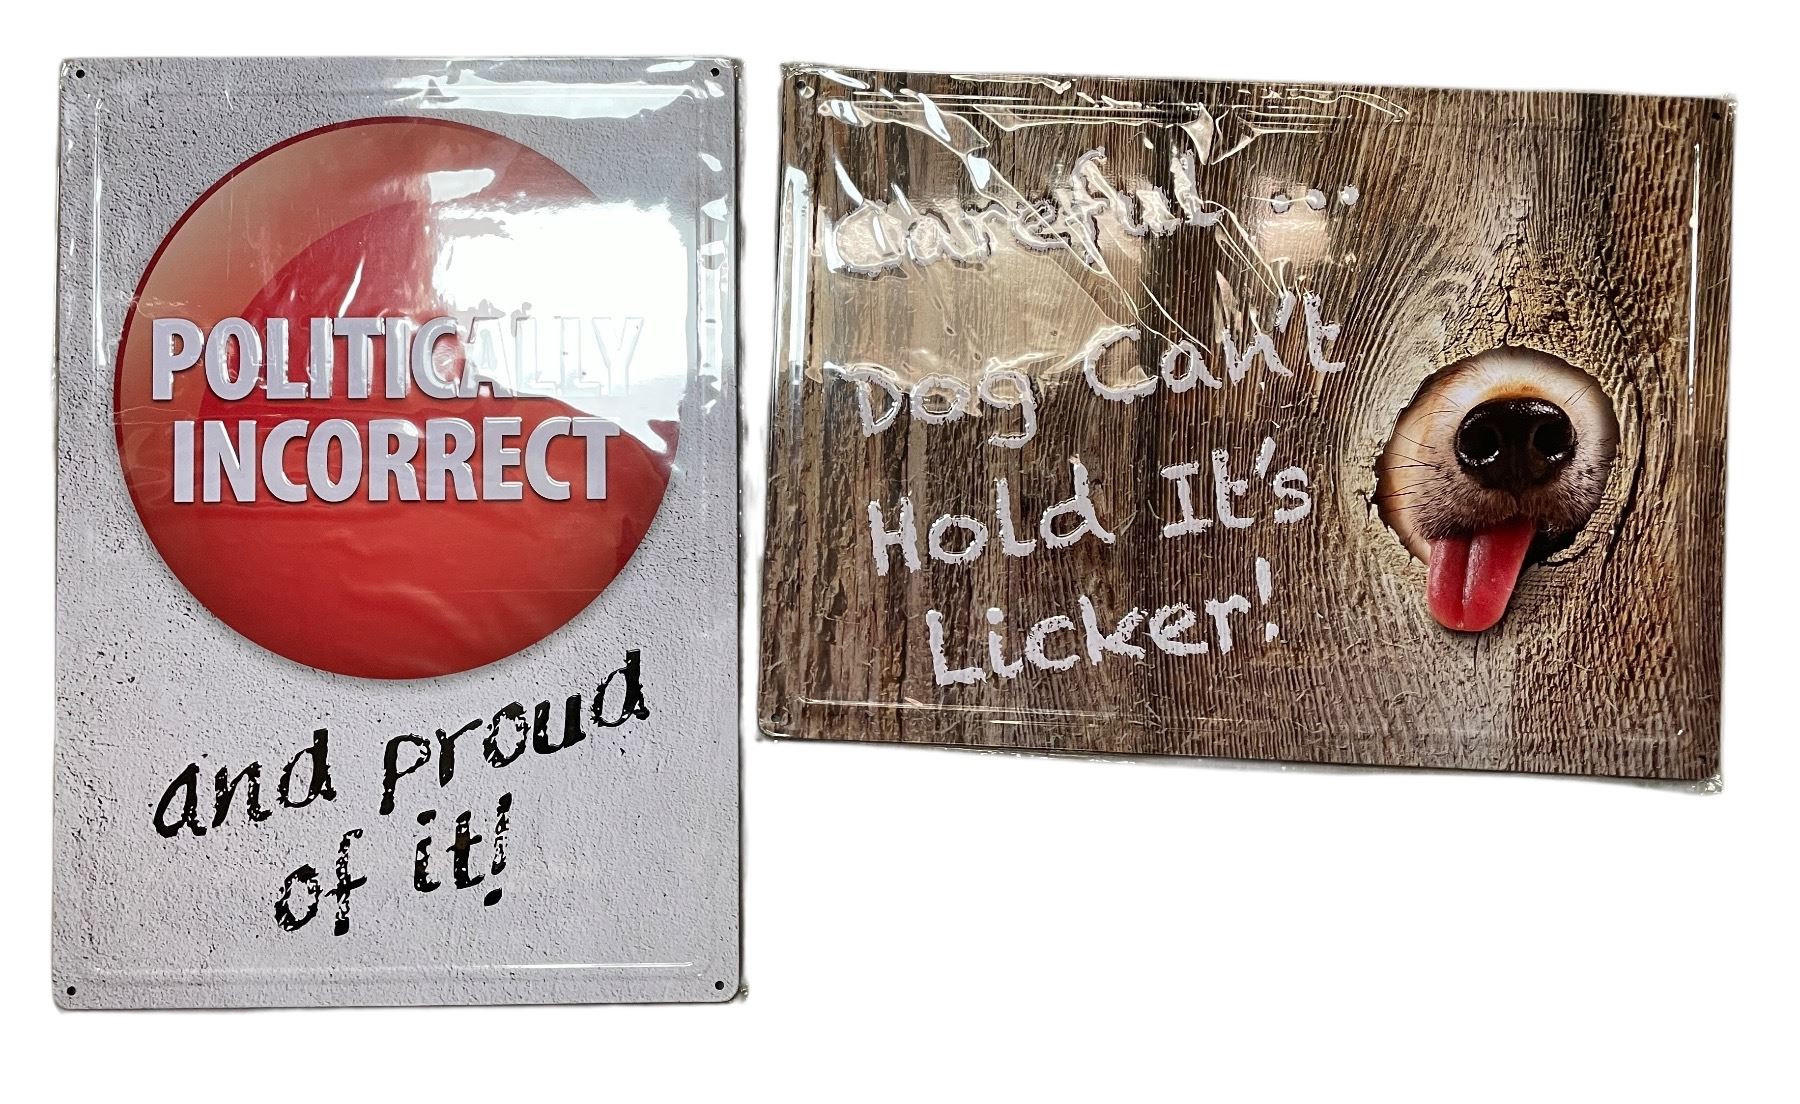 POLITICALLY
INCORRECT
and proud
of it!
Careful ...
Dog Can't
Hold It's
Licker!